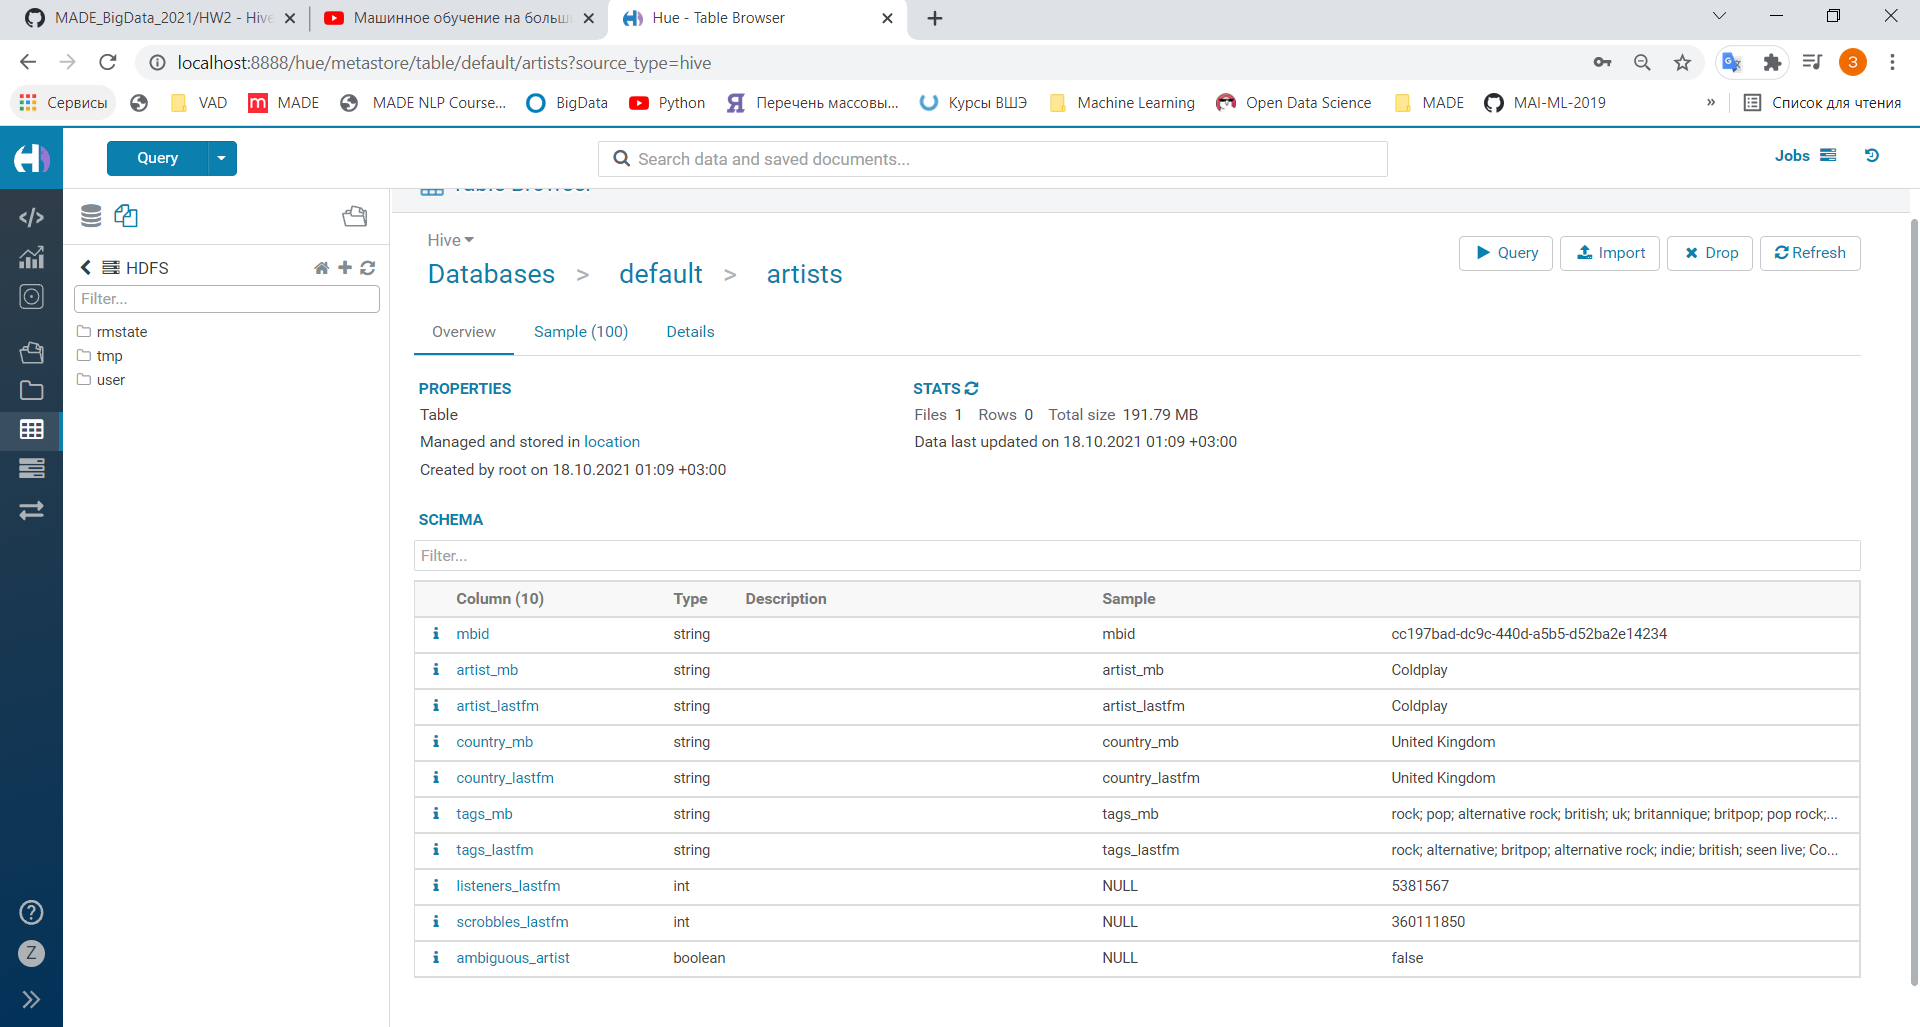 MADE_BigData_2021/HW2 - Hive
Машинное обучение на больш
Hue - Table Browser
localhost:8888/hue/metastore/table/default/artists?source_type=hive
З
Сервисы VAD MADE MADE NLP Course... BigData Python Перечень массовы... Курсы ВШЭ Machine Learning Open Data Science MADE MAI-ML-2019 » Список для чтения
Query
Search data and saved documents...
Jobs
Table Browser
HDFS
Filter...
rmstate
tmp
user
Z
Hive
Databases > default > artists
Query Import Drop Refresh
Overview Sample (100) Details
PROPERTIES
Table
Managed and stored in location
Created by root on 18.10.2021 01:09 +03:00
STATS
Files 1 Rows 0 Total size 191.79 MB
Data last updated on 18.10.2021 01:09 +03:00
SCHEMA
Filter...
Column (10) Type Description Sample
mbid string mbid cc197bad-dc9c-440d-a5b5-d52ba2e14234
artist_mb string artist_mb Coldplay
artist_lastfm string artist_lastfm Coldplay
country_mb string country_mb United Kingdom
country_lastfm string country_lastfm United Kingdom
tags_mb string tags_mb rock; pop; alternative rock; british; uk; britannique; britpop; pop rock;...
tags_lastfm string tags_lastfm rock; alternative; britpop; alternative rock; indie; british; seen live; Co...
listeners_lastfm int NULL 5381567
scrobbles_lastfm int NULL 360111850
ambiguous_artist boolean NULL false